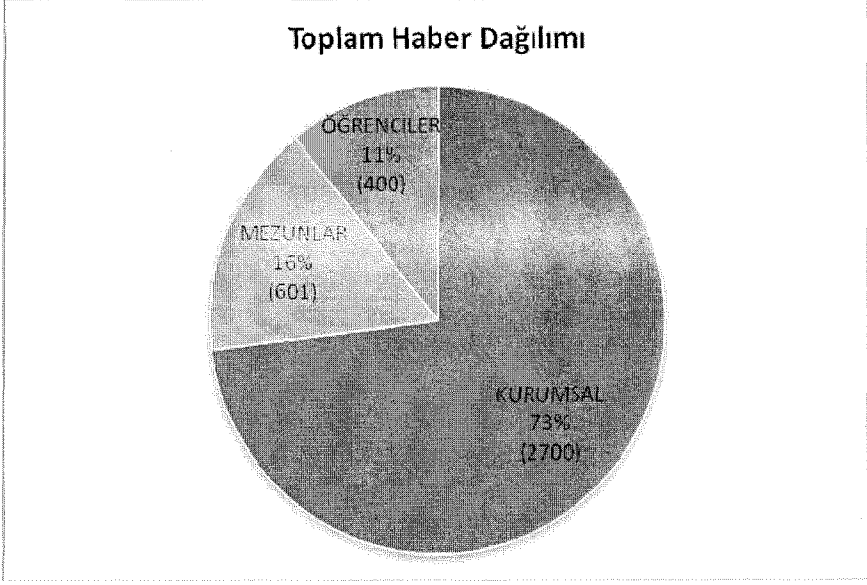 Toplam Haber Dağılımı
ÖĞRENCİLER
11%
(400)
MEZUNLAR
16%
(601)
KURUMSAL
73%
(2700)